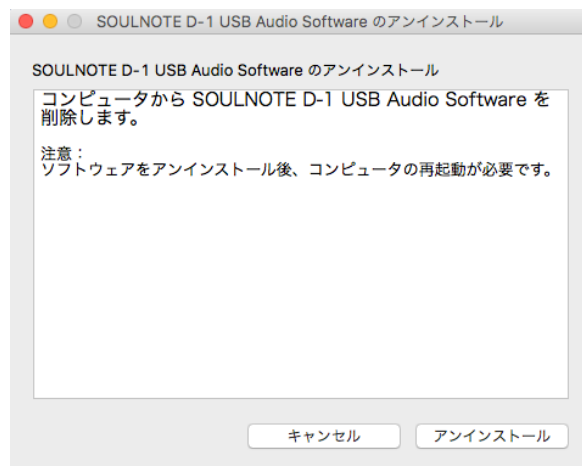 SOULNOTE D-1 USB Audio Software のアンインストール
SOULNOTE D-1 USB Audio Software のアンインストール
コンピュータから SOULNOTE D-1 USB Audio Software を
削除します。
注意：
ソフトウェアをアンインストール後、コンピュータの再起動が必要です。
キャンセル
アンインストール